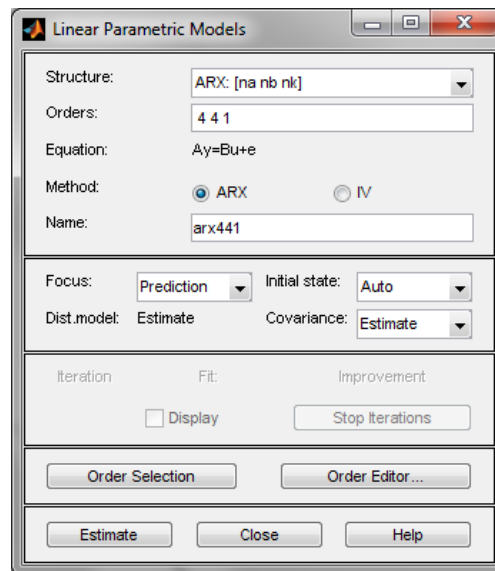 Linear Parametric Models
Structure: ARX: [na nb nk]
Orders: 4 4 1
Equation: Ay=Bu+e
Method: ARX IV
Name: arx441
Focus: Prediction Initial state: Auto
Dist.model: Estimate Covariance: Estimate
Iteration Fit: Improvement
Display Stop Iterations
Order Selection Order Editor...
Estimate Close Help